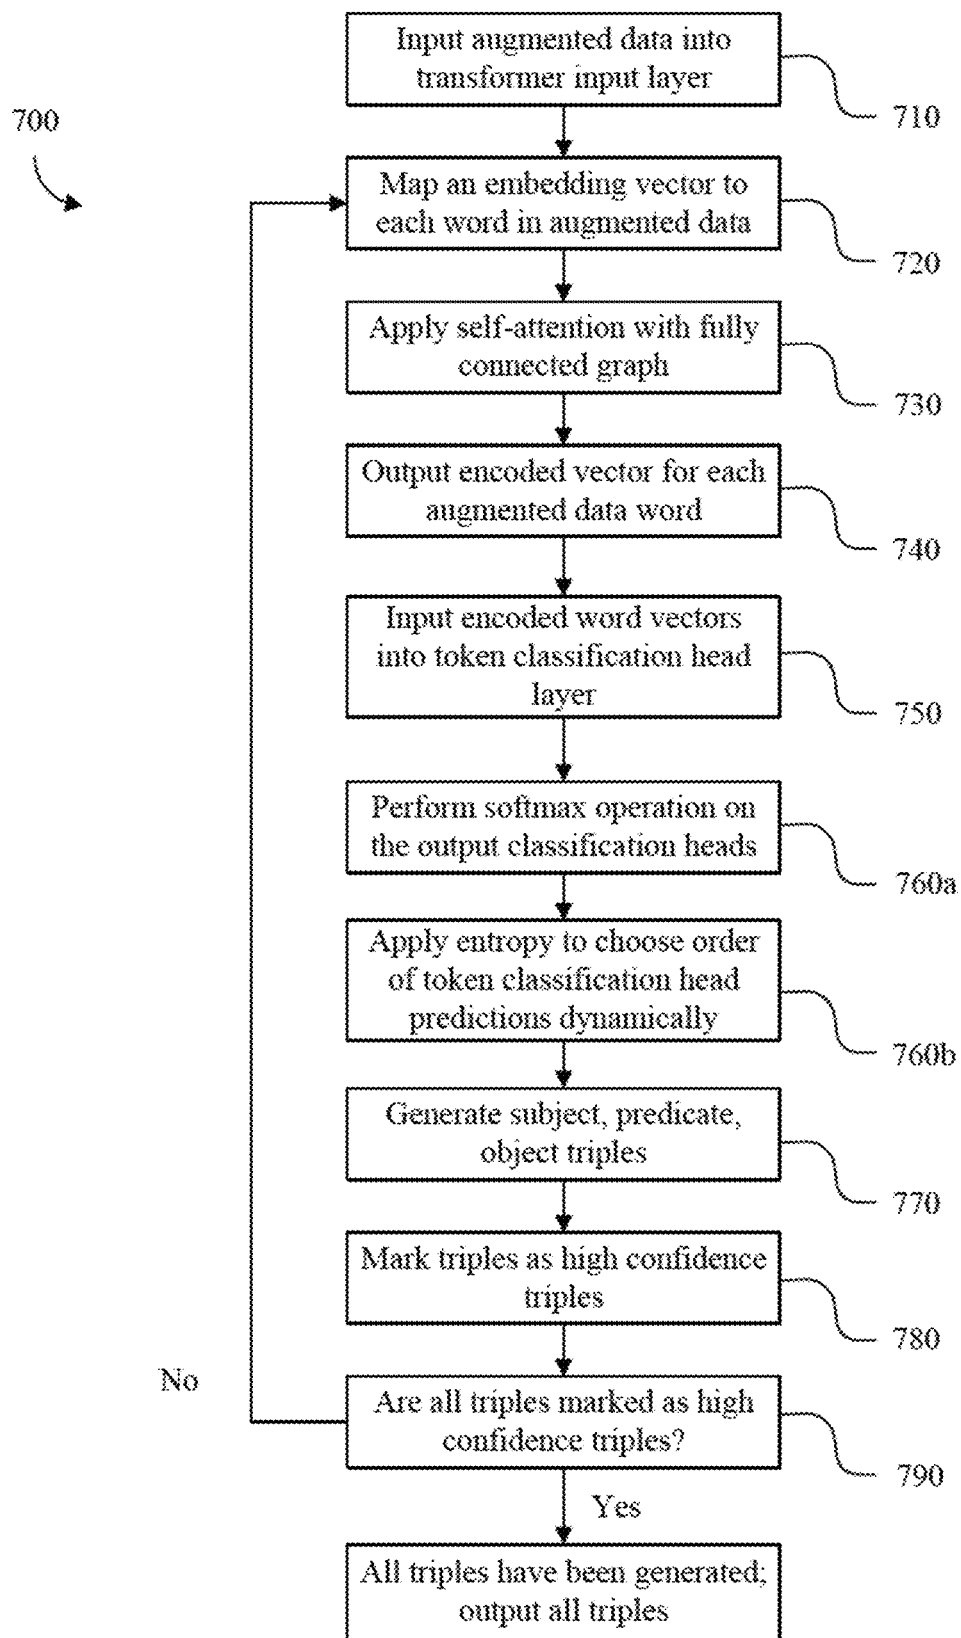 Input augmented data into
transformer input layer
710
700
Map an embedding vector to
each word in augmented data
720
Apply self-attention with fully
connected graph
730
Output encoded vector for each
augmented data word
740
Input encoded word vectors
into token classification head
layer
750
Perform softmax operation on
the output classification heads
760a
Apply entropy to choose order
of token classification head
predictions dynamically
760b
Generate subject, predicate,
object triples
770
Mark triples as high confidence
triples
780
No
Are all triples marked as high
confidence triples?
790
Yes
All triples have been generated;
output all triples